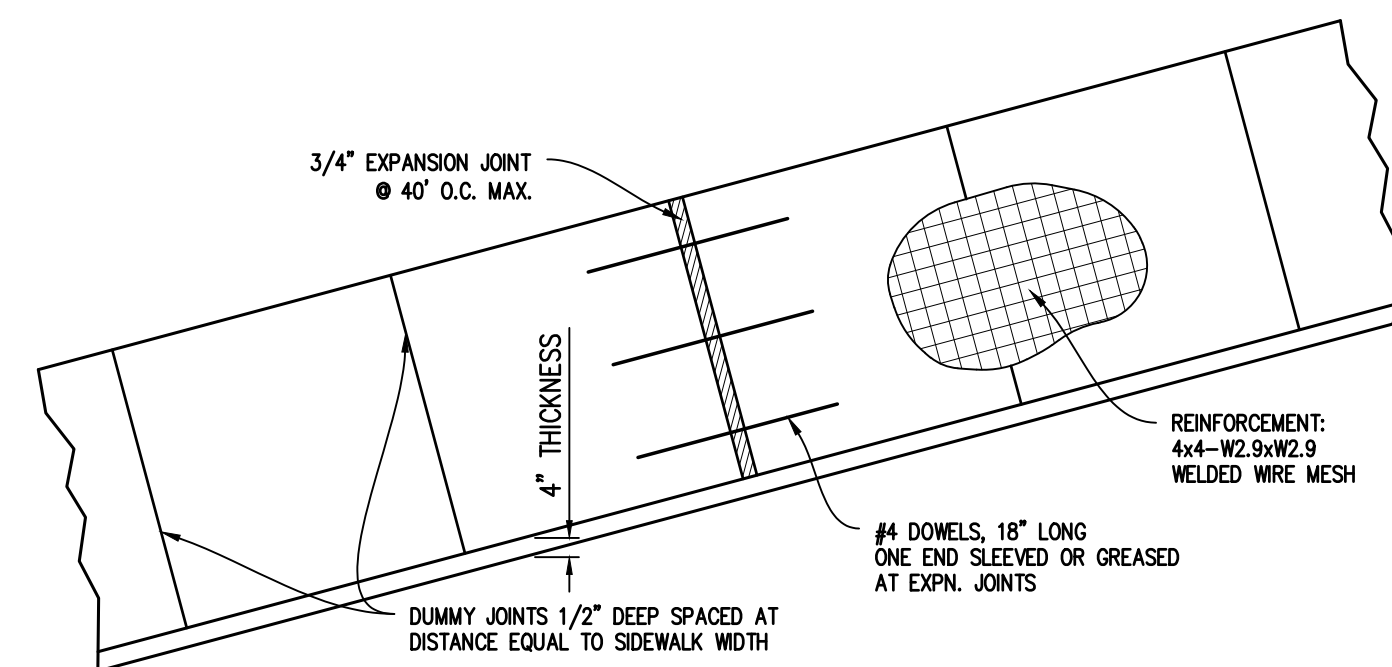 3/4" EXPANSION JOINT
@ 40' O.C. MAX.
4" THICKNESS
REINFORCEMENT:
4x4-W2.9xW2.9
WELDED WIRE MESH
#4 DOWELS, 18" LONG
ONE END SLEEVED OR GREASED
AT EXPN. JOINTS
DUMMY JOINTS 1/2" DEEP SPACED AT
DISTANCE EQUAL TO SIDEWALK WIDTH